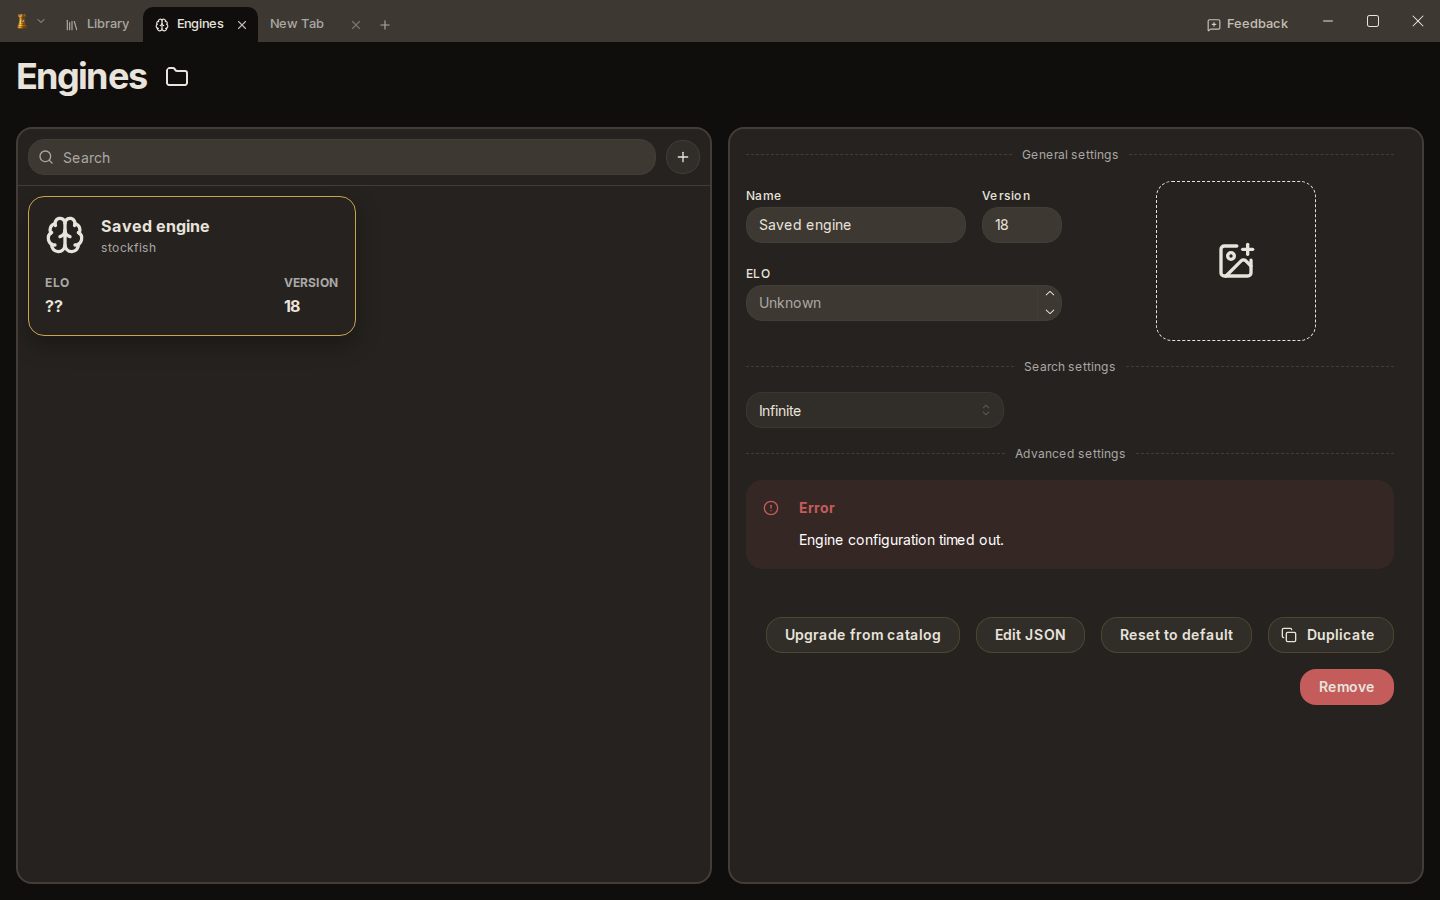 Library
Engines
New Tab
Feedback
Engines
Search
Saved engine
stockfish
ELO
VERSION
??
18
General settings
Name
Version
Saved engine
18
ELO
Unknown
Search settings
Infinite
Advanced settings
Error
Engine configuration timed out.
Upgrade from catalog
Edit JSON
Reset to default
Duplicate
Remove